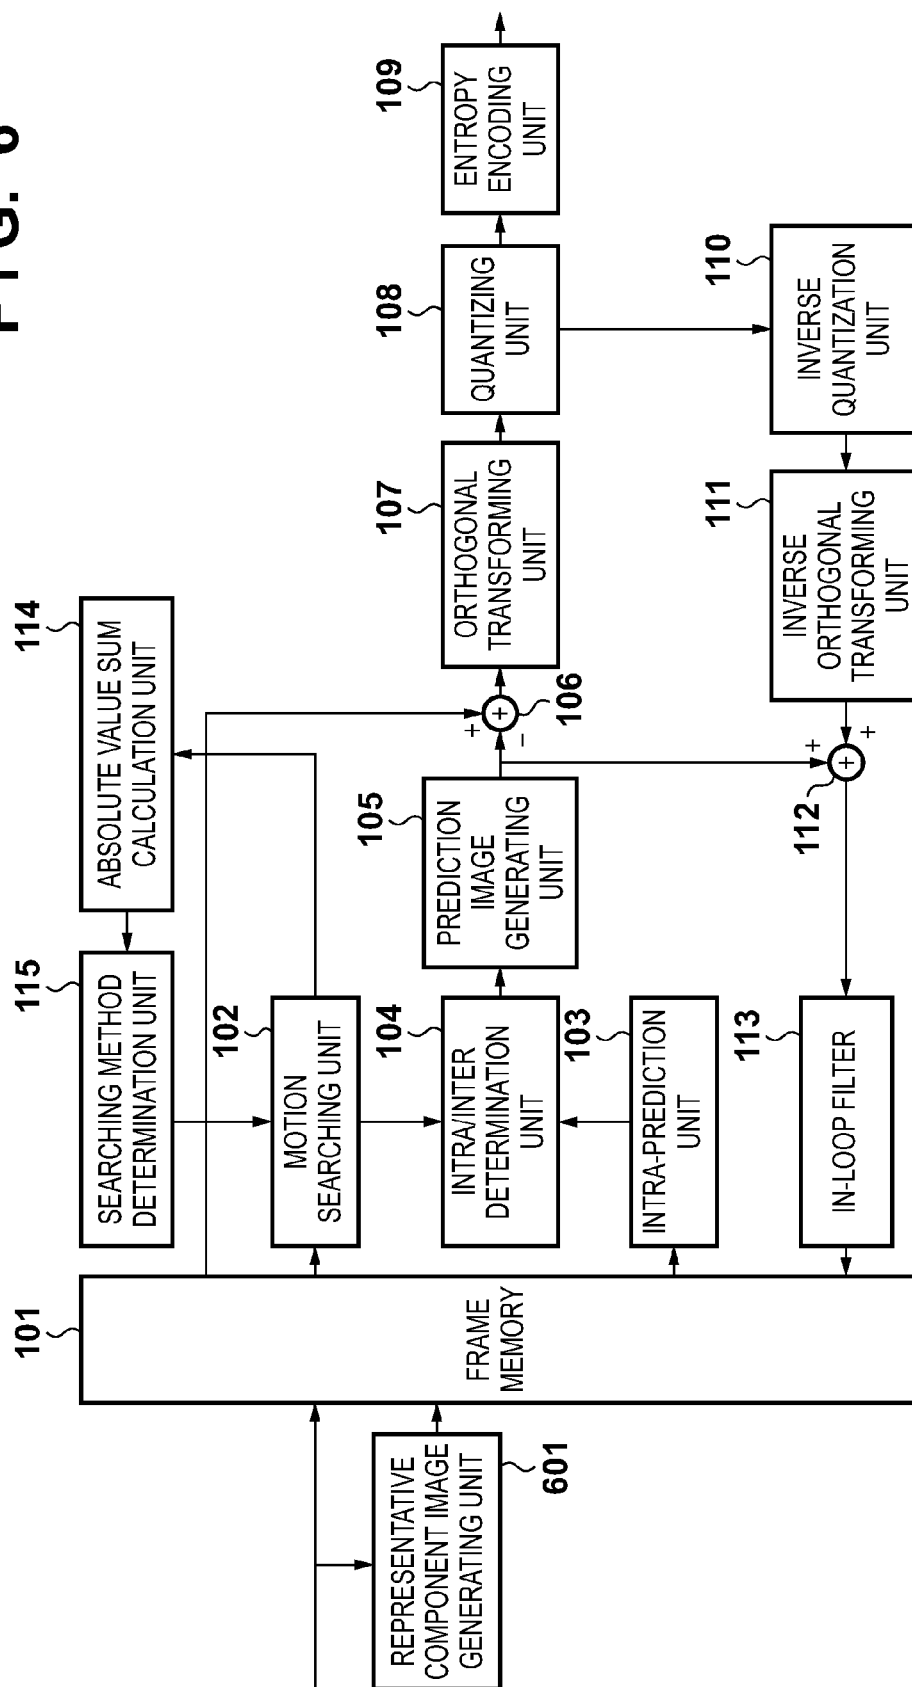 FIG. 6
114
ABSOLUTE VALUE SUM
CALCULATION UNIT
115
SEARCHING METHOD
DETERMINATION UNIT
101
FRAME
MEMORY
102
MOTION
SEARCHING UNIT
104
INTRA/INTER
DETERMINATION
UNIT
103
INTRA-PREDICTION
UNIT
105
PREDICTION
IMAGE
GENERATING
UNIT
+
+
−
106
107
ORTHOGONAL
TRANSFORMING
UNIT
108
QUANTIZING
UNIT
109
ENTROPY
ENCODING
UNIT
110
INVERSE
QUANTIZATION
UNIT
111
INVERSE
ORTHOGONAL
TRANSFORMING
UNIT
+
+
+
112
113
IN-LOOP FILTER
REPRESENTATIVE
COMPONENT IMAGE
GENERATING UNIT
601